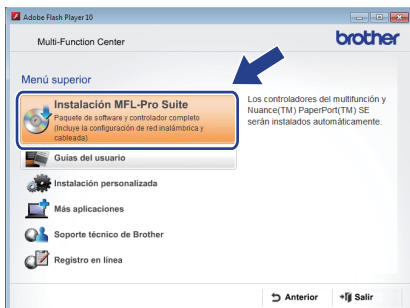 Adobe Flash Player 10
Multi-Function Center
brother
Menú superior
Instalación MFL-Pro Suite
Paquete de software y controlador completo
(Incluye la configuración de red inalámbrica y
cableada)
Los controladores del multifunción y
Nuance(TM) PaperPort(TM) SE
serán instalados automáticamente.
Guías del usuario
Instalación personalizada
Más aplicaciones
Soporte técnico de Brother
Registro en línea
Anterior
Salir